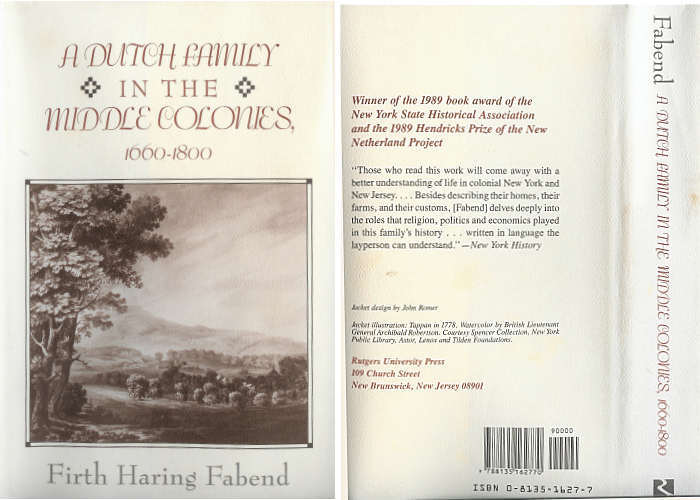 A DUTCH FAMILY
IN THE
MIDDLE COLONIES,
1660-1800
Firth Haring Fabend
Winner of the 1989 book award of the
New York State Historical Association
and the 1989 Hendricks Prize of the New
Netherland Project
"Those who read this work will come away with a
better understanding of life in colonial New York and
New Jersey. . . . Besides describing their homes, their
farms, and their customs, [Fabend] delves deeply into
the roles that religion, politics and economics played
in this family's history . . . written in language the
layperson can understand."—New York History
Jacket design by John Romer
Jacket illustration: Tappan in 1778. Watercolor by British Lieutenant
General Archibald Robertson. Courtesy Spencer Collection, New York
Public Library, Astor, Lenox and Tilden Foundations.
Rutgers University Press
109 Church Street
New Brunswick, New Jersey 08901
90000
9 780813 516277
ISBN 0-8135-1627-7
Fabend A DUTCH FAMILY IN THE MIDDLE COLONIES, 1660-1800
R